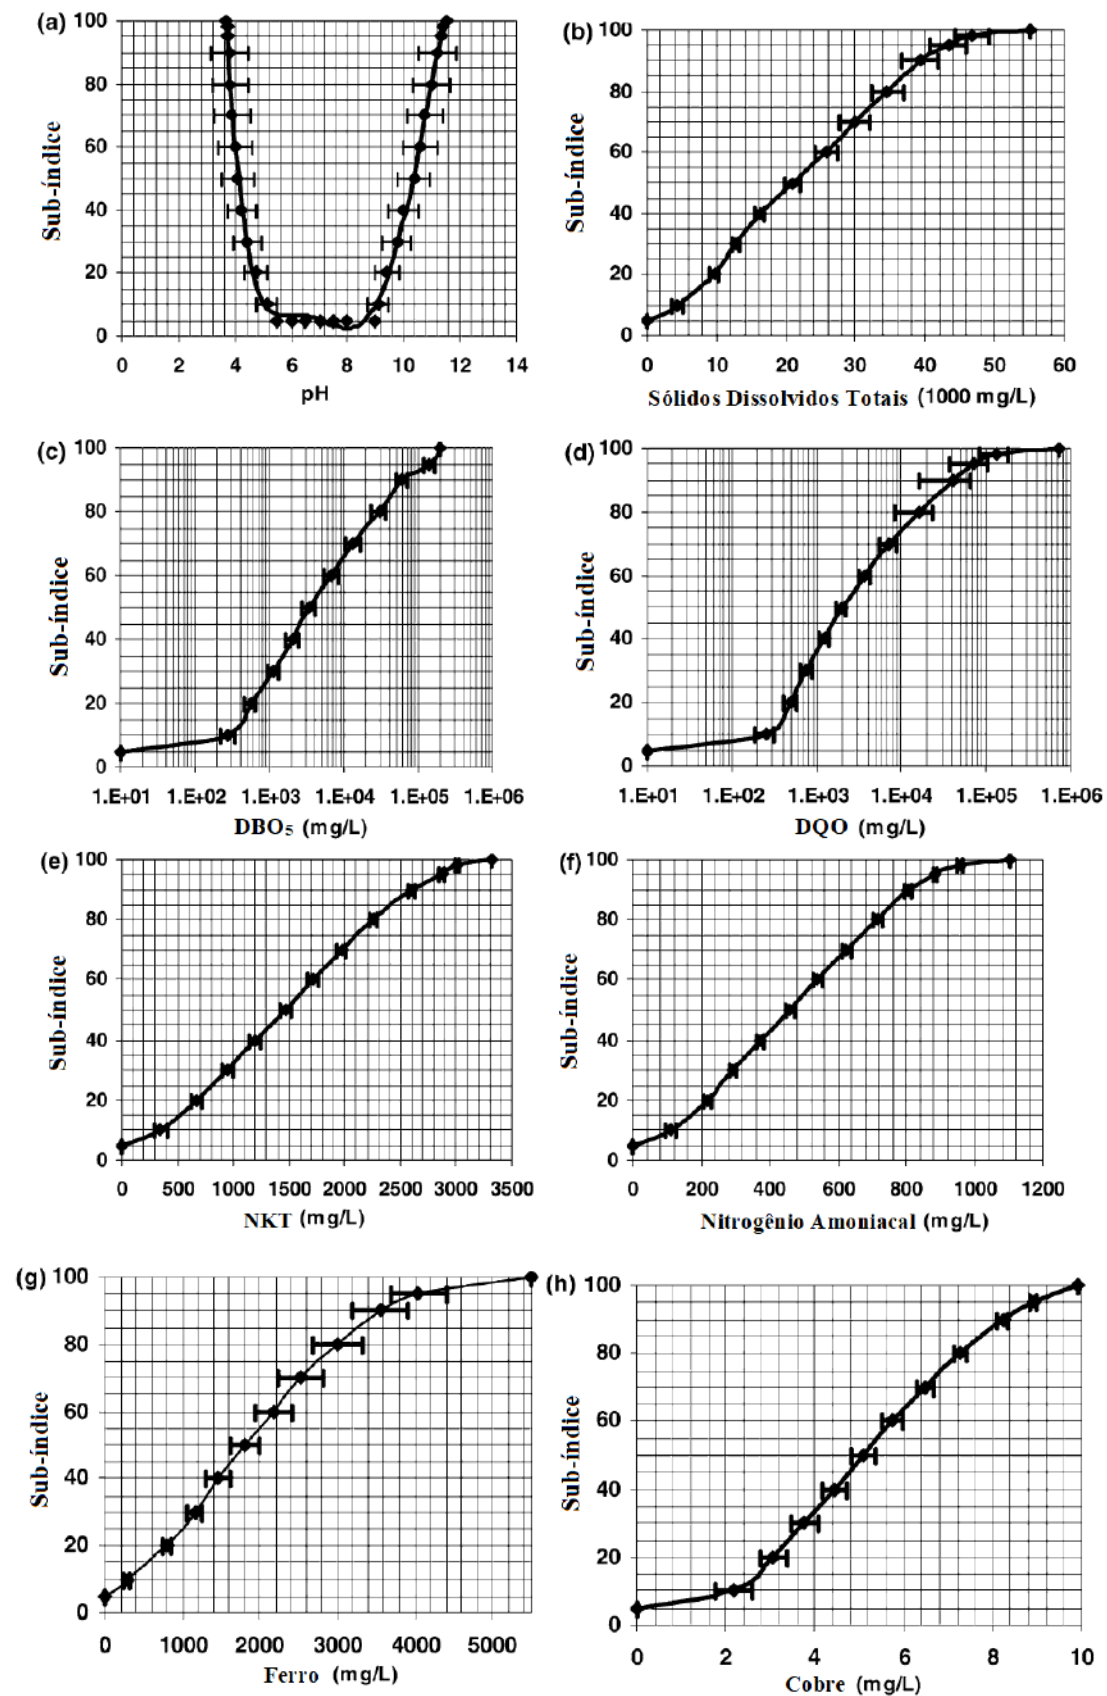 (a) 100
80
60
40
20
0
Sub-índice
0 2 4 6 8 10 12 14
pH
(b) 100
80
60
40
20
0
Sub-índice
0 10 20 30 40 50 60
Sólidos Dissolvidos Totais (1000 mg/L)
(c) 100
80
60
40
20
0
Sub-índice
1.E+01 1.E+02 1.E+03 1.E+04 1.E+05 1.E+06
DBO₅ (mg/L)
(d) 100
80
60
40
20
0
Sub-índice
1.E+01 1.E+02 1.E+03 1.E+04 1.E+05 1.E+06
DQO (mg/L)
(e) 100
80
60
40
20
0
Sub-índice
0 500 1000 1500 2000 2500 3000 3500
NKT (mg/L)
(f) 100
80
60
40
20
0
Sub-índice
0 200 400 600 800 1000 1200
Nitrogênio Amoniacal (mg/L)
(g) 100
80
60
40
20
0
Sub-índice
0 1000 2000 3000 4000 5000
Ferro (mg/L)
(h) 100
80
60
40
20
0
Sub-índice
0 2 4 6 8 10
Cobre (mg/L)